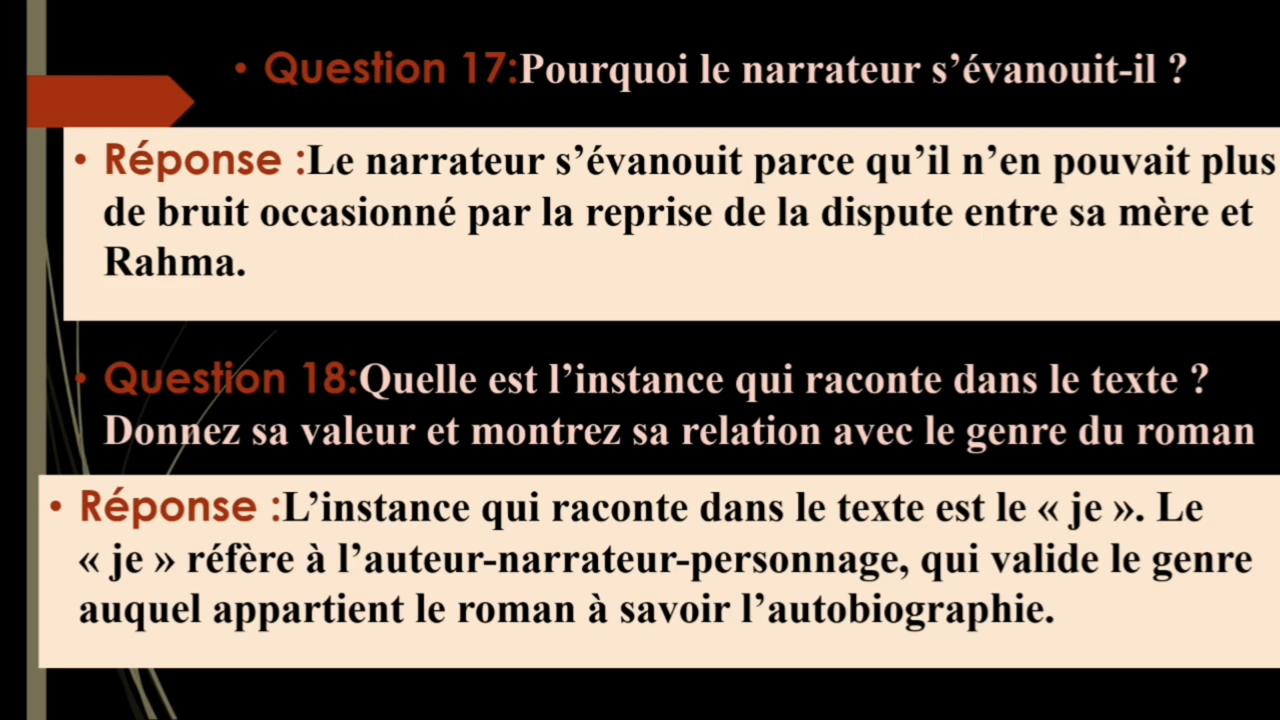 • Question 17:Pourquoi le narrateur s’évanouit-il ?
• Réponse :Le narrateur s’évanouit parce qu’il n’en pouvait plus
de bruit occasionné par la reprise de la dispute entre sa mère et
Rahma.
• Question 18:Quelle est l’instance qui raconte dans le texte ?
Donnez sa valeur et montrez sa relation avec le genre du roman
• Réponse :L’instance qui raconte dans le texte est le « je ». Le
« je » réfère à l’auteur-narrateur-personnage, qui valide le genre
auquel appartient le roman à savoir l’autobiographie.